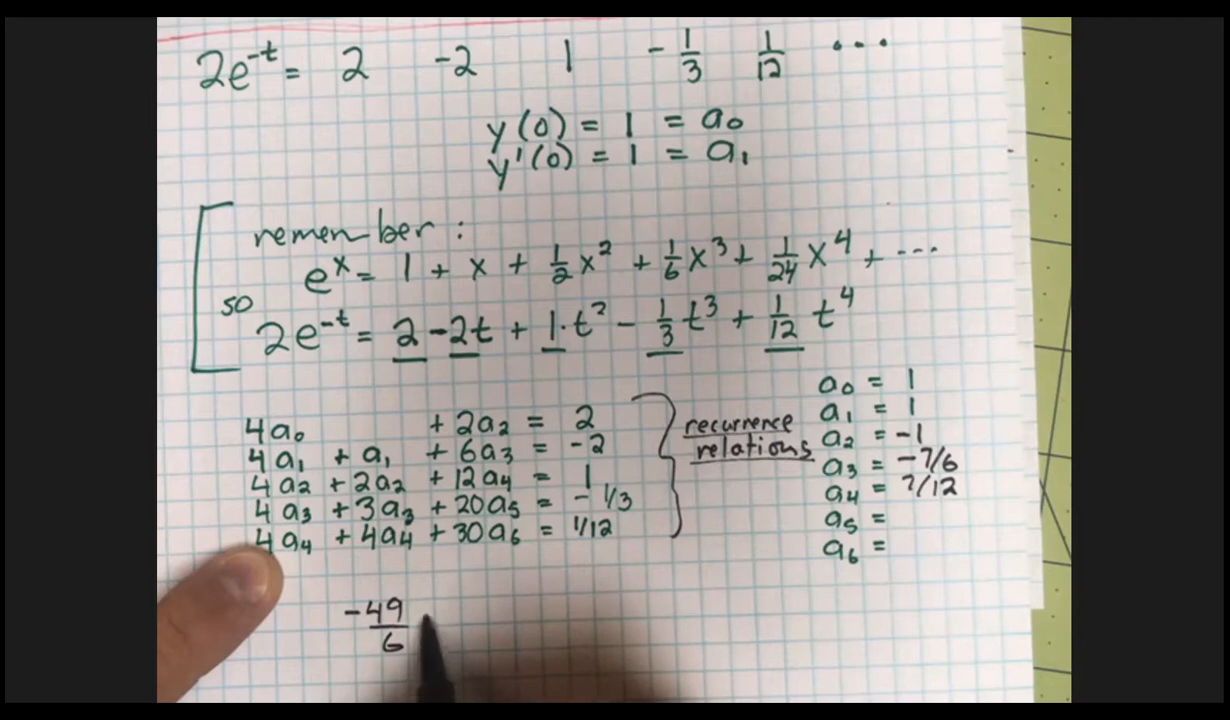 2e^-t = 2 -2 1 -1/3 1/12 ...
y(0) = 1 = a₀
y'(0) = 1 = a₁
remember:
e^x = 1 + x + 1/2 x² + 1/6 x³ + 1/24 x⁴ + ...
so 2e^-t = 2 - 2t + 1·t² - 1/3 t³ + 1/12 t⁴
4a₀ + 2a₂ = 2
4a₁ + a₁ + 6a₃ = -2
4a₂ + 2a₂ + 12a₄ = 1
4a₃ + 3a₃ + 20a₅ = -1/3
4a₄ + 4a₄ + 30a₆ = 1/12
recurrence
relations
a₀ = 1
a₁ = 1
a₂ = -1
a₃ = -7/6
a₄ = 7/12
a₅ =
a₆ =
-49/6